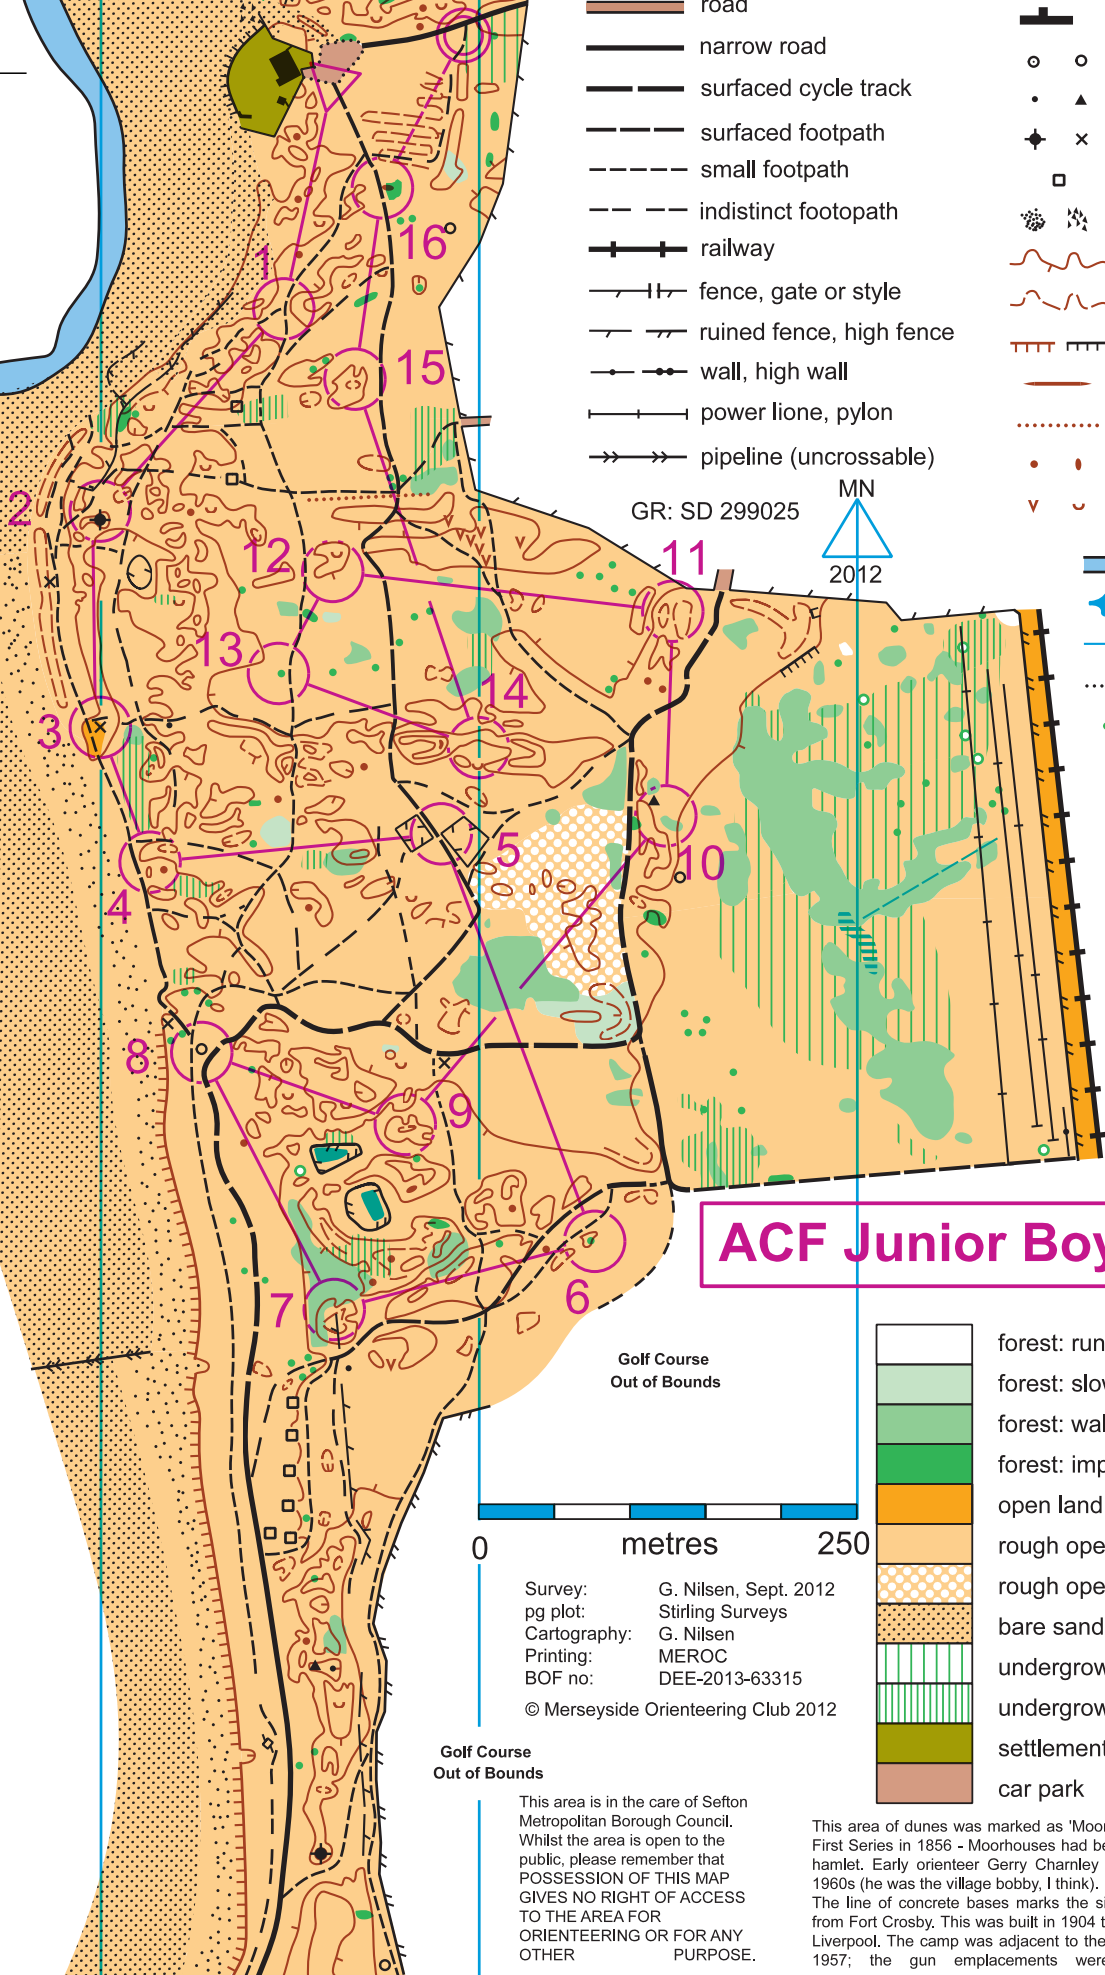 road
narrow road
surfaced cycle track
surfaced footpath
small footpath
indistinct footopath
railway
fence, gate or style
ruined fence, high fence
wall, high wall
power lione, pylon
pipeline (uncrossable)
GR: SD 299025
MN
2012
1
2
3
4
5
6
7
8
9
10
11
12
13
14
15
16
ACF Junior Boy
Golf Course
Out of Bounds
0 metres 250
Survey: G. Nilsen, Sept. 2012
pg plot: Stirling Surveys
Cartography: G. Nilsen
Printing: MEROC
BOF no: DEE-2013-63315
© Merseyside Orienteering Club 2012
Golf Course
Out of Bounds
This area is in the care of Sefton
Metropolitan Borough Council.
Whilst the area is open to the
public, please remember that
POSSESSION OF THIS MAP
GIVES NO RIGHT OF ACCESS
TO THE AREA FOR
ORIENTEERING OR FOR ANY
OTHER PURPOSE.
forest: run
forest: slov
forest: wal
forest: imp
open land
rough ope
rough ope
bare sand
undergrow
undergrow
settlement
car park
This area of dunes was marked as 'Moor
First Series in 1856 - Moorhouses had be
hamlet. Early orienteer Gerry Charnley
1960s (he was the village bobby, I think).
The line of concrete bases marks the si
from Fort Crosby. This was built in 1904 t
Liverpool. The camp was adjacent to the
1957; the gun emplacements were